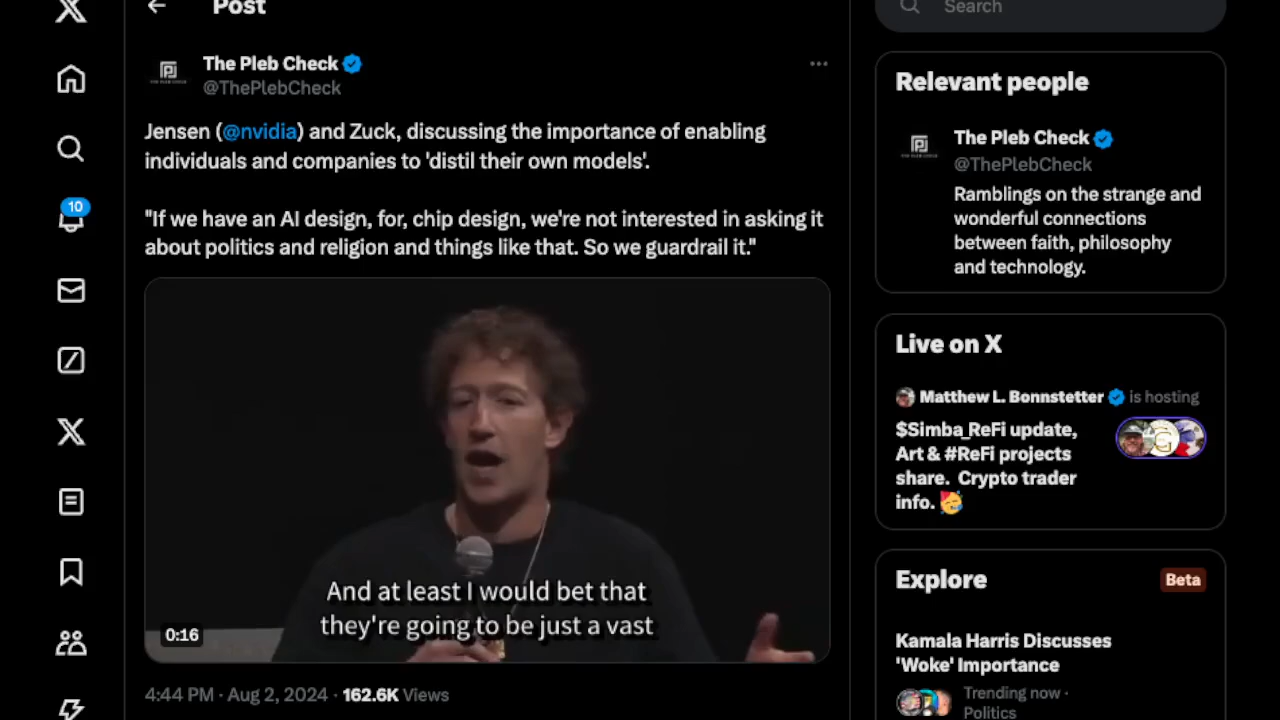 Post
The Pleb Check
@ThePlebCheck
Jensen (@nvidia) and Zuck, discussing the importance of enabling
individuals and companies to 'distil their own models'.
"If we have an AI design, for, chip design, we're not interested in asking it
about politics and religion and things like that. So we guardrail it."
And at least I would bet that
they're going to be just a vast
0:16
4:44 PM · Aug 2, 2024 · 162.6K Views
10
Search
Relevant people
The Pleb Check
@ThePlebCheck
Ramblings on the strange and
wonderful connections
between faith, philosophy
and technology.
Live on X
Matthew L. Bonnstetter is hosting
$Simba_ReFi update,
Art & #ReFi projects
share. Crypto trader
info. 🥳
Explore
Beta
Kamala Harris Discusses
'Woke' Importance
Trending now ·
Politics